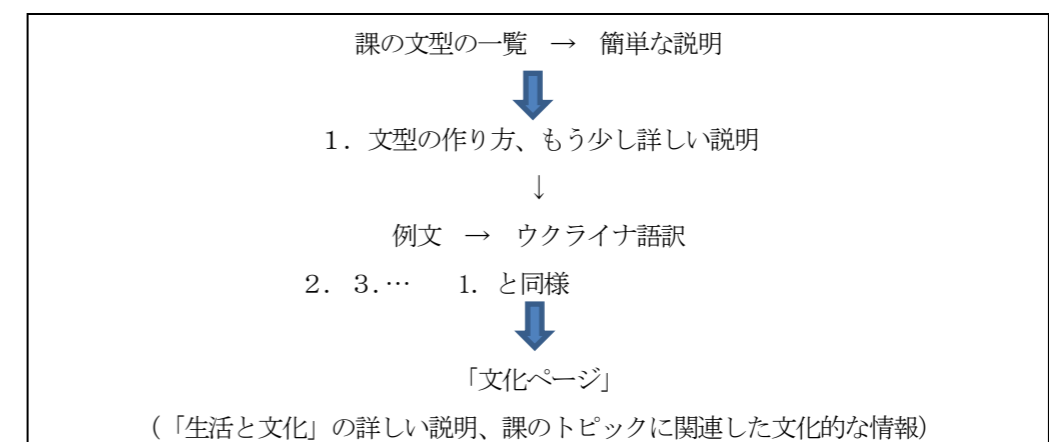 課の文型の一覧 → 簡単な説明
１．文型の作り方、もう少し詳しい説明
↓
例文 → ウクライナ語訳
２．３.… 1. と同様
「文化ページ」
（「生活と文化」の詳しい説明、課のトピックに関連した文化的な情報）